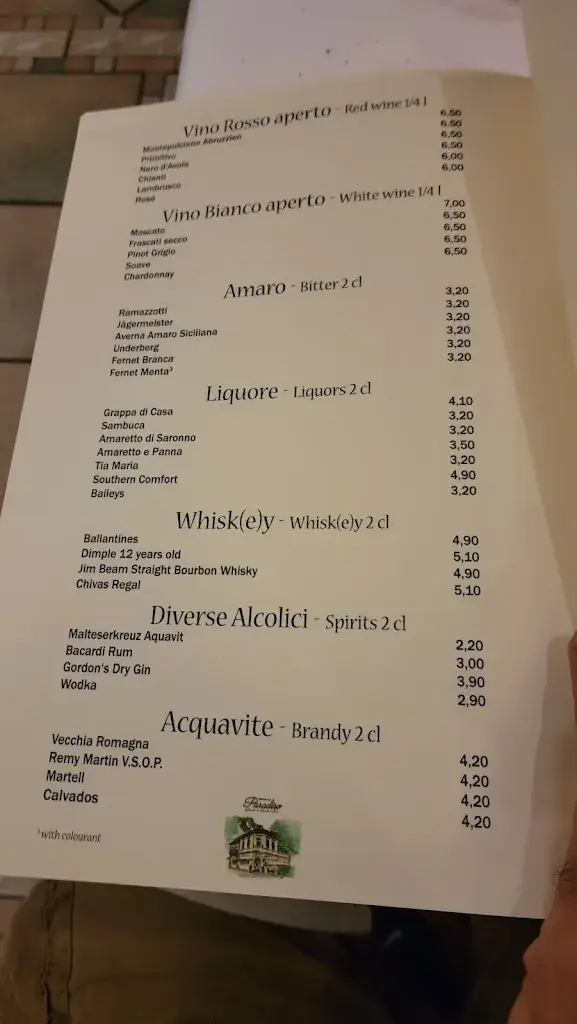 Vino Rosso aperto - Red wine 1/4 l
Montepulciano Abruzzien 6,50
Primitivo 6,50
Nero d'Avola 6,50
Chianti 6,50
Lambrusco 6,00
Rosé 6,00
Vino Bianco aperto - White wine 1/4 l
Moscato 7,00
Frascati secco 6,50
Pinot Grigio 6,50
Soave 6,50
Chardonnay 6,50
Amaro - Bitter 2 cl
Ramazzotti 3,20
Jägermeister 3,20
Averna Amaro Siciliana 3,20
Underberg 3,20
Fernet Branca 3,20
Fernet Menta³ 3,20
Liquore - Liquors 2 cl
Grappa di Casa 4,10
Sambuca 3,20
Amaretto di Saronno 3,20
Amaretto e Panna 3,50
Tia Maria 3,20
Southern Comfort 4,90
Baileys 3,20
Whisk(e)y - Whisk(e)y 2 cl
Ballantines 4,90
Dimple 12 years old 5,10
Jim Beam Straight Bourbon Whisky 4,90
Chivas Regal 5,10
Diverse Alcolici - Spirits 2 cl
Malteserkreuz Aquavit 2,20
Bacardi Rum 3,00
Gordon's Dry Gin 3,90
Wodka 2,90
Acquavite - Brandy 2 cl
Vecchia Romagna 4,20
Remy Martin V.S.O.P. 4,20
Martell 4,20
Calvados 4,20
Paradiso
¹with colourant